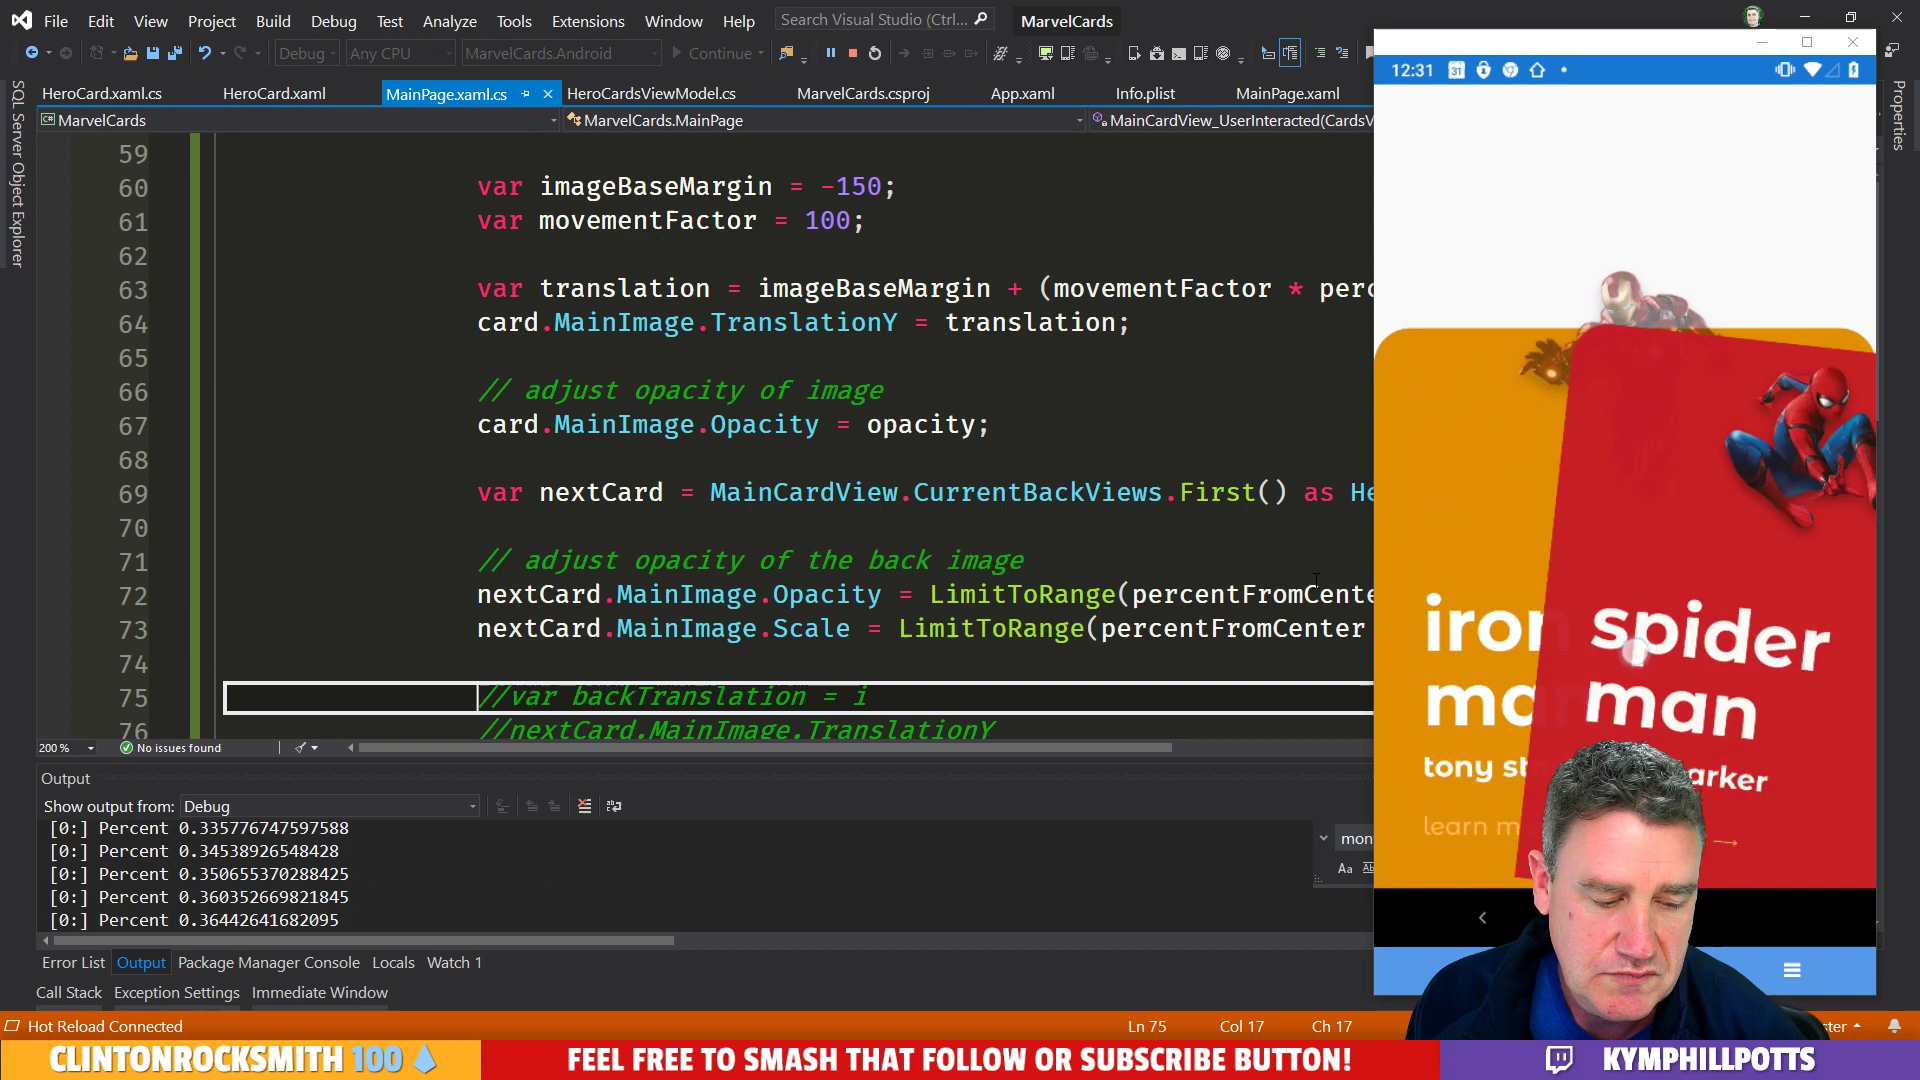 File Edit View Project Build Debug Test Analyze Tools Extensions Window Help Search Visual Studio (Ctrl... MarvelCards
Debug Any CPU MarvelCards.Android Continue
12:31 31
HeroCard.xaml.cs HeroCard.xaml MainPage.xaml.cs HeroCardsViewModel.cs MarvelCards.csproj App.xaml Info.plist MainPage.xaml
MarvelCards MarvelCards.MainPage MainCardView_UserInteracted(CardsV
SQL Server Object Explorer
Properties
59
60 var imageBaseMargin = -150;
61 var movementFactor = 100;
62
63 var translation = imageBaseMargin + (movementFactor * perc
64 card.MainImage.TranslationY = translation;
65
66 // adjust opacity of image
67 card.MainImage.Opacity = opacity;
68
69 var nextCard = MainCardView.CurrentBackViews.First() as He
70
71 // adjust opacity of the back image
72 nextCard.MainImage.Opacity = LimitToRange(percentFromCente
73 nextCard.MainImage.Scale = LimitToRange(percentFromCenter
74
75 //var backTranslation = i
76 //nextCard.MainImage.TranslationY
200 % No issues found
iron
ma
tony st
learn m
spider
man
arker
→
Output
Show output from: Debug
[0:] Percent 0.335776747597588
[0:] Percent 0.34538926548428
[0:] Percent 0.350655370288425
[0:] Percent 0.360352669821845
[0:] Percent 0.36442641682095
mon
Aa
Error List Output Package Manager Console Locals Watch 1
Call Stack Exception Settings Immediate Window
Hot Reload Connected Ln 75 Col 17 Ch 17 ster
CLINTONROCKSMITH 100 FEEL FREE TO SMASH THAT FOLLOW OR SUBSCRIBE BUTTON! KYMPHILLPOTTS